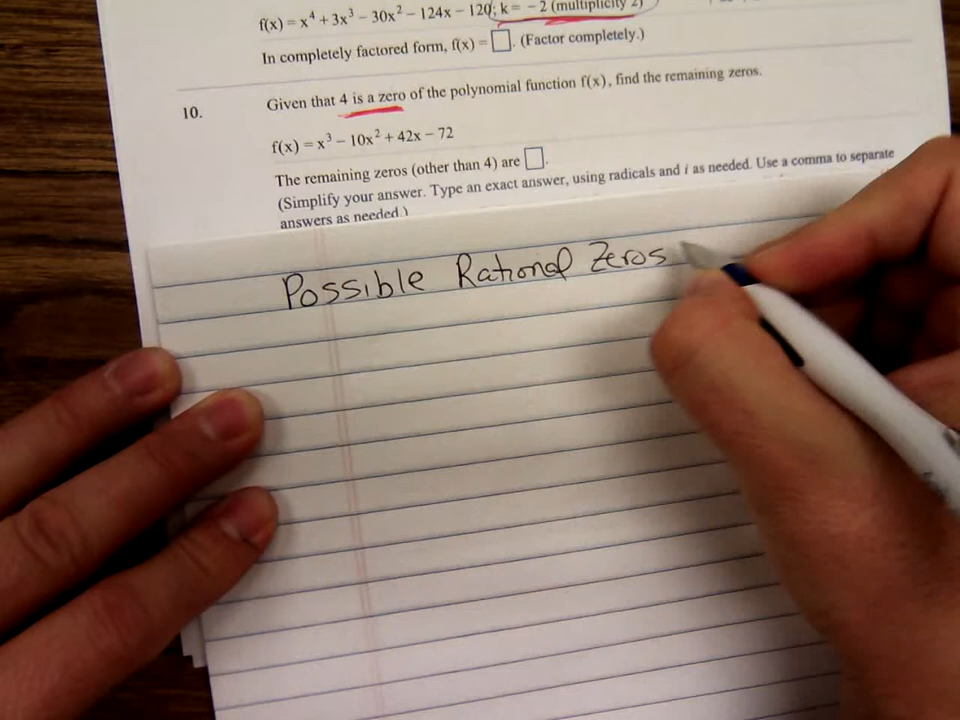 f(x) = x⁴ + 3x³ − 30x² − 124x − 120; k = − 2 (multiplicity 2)
In completely factored form, f(x) = □. (Factor completely.)
10. Given that 4 is a zero of the polynomial function f(x), find the remaining zeros.
f(x) = x³ − 10x² + 42x − 72
The remaining zeros (other than 4) are □.
(Simplify your answer. Type an exact answer, using radicals and i as needed. Use a comma to separate
answers as needed.)
Possible Rational Zeros